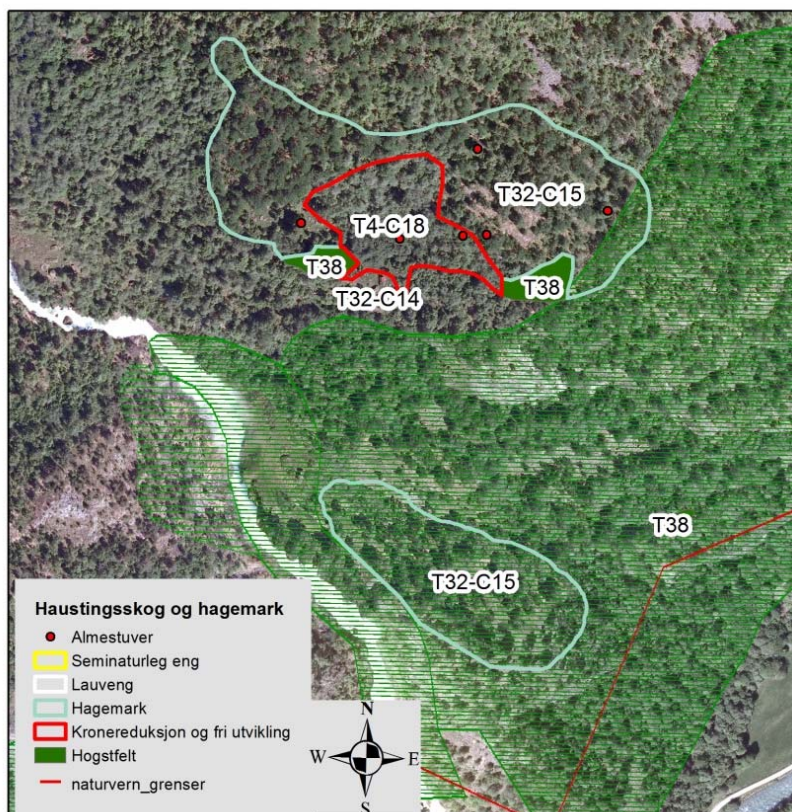 T32-C15
T4-C18
T38
T38
T32-C14
T38
T32-C15
Haustingsskog og hagemark
Almestuver
Seminaturleg eng
Lauveng
Hagemark
Kronereduksjon og fri utvikling
Hogstfelt
naturvern_grenser
N
W E
S